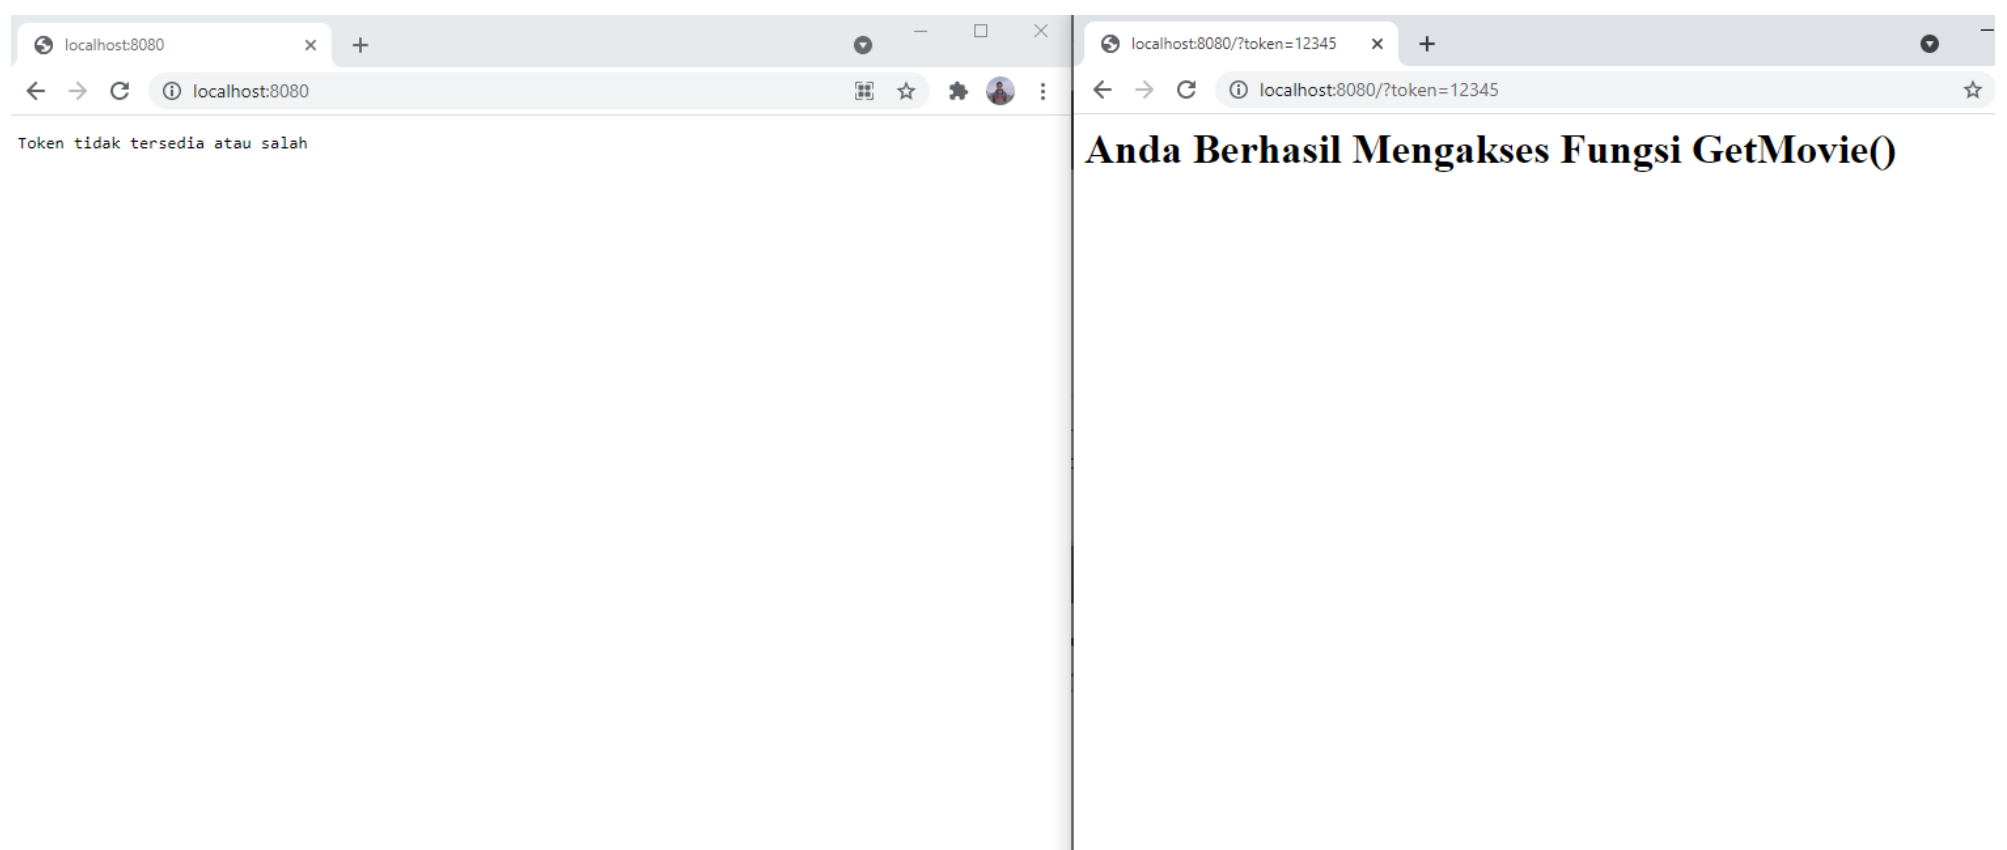 localhost:8080
localhost:8080
Token tidak tersedia atau salah
localhost:8080/?token=12345
localhost:8080/?token=12345
Anda Berhasil Mengakses Fungsi GetMovie()